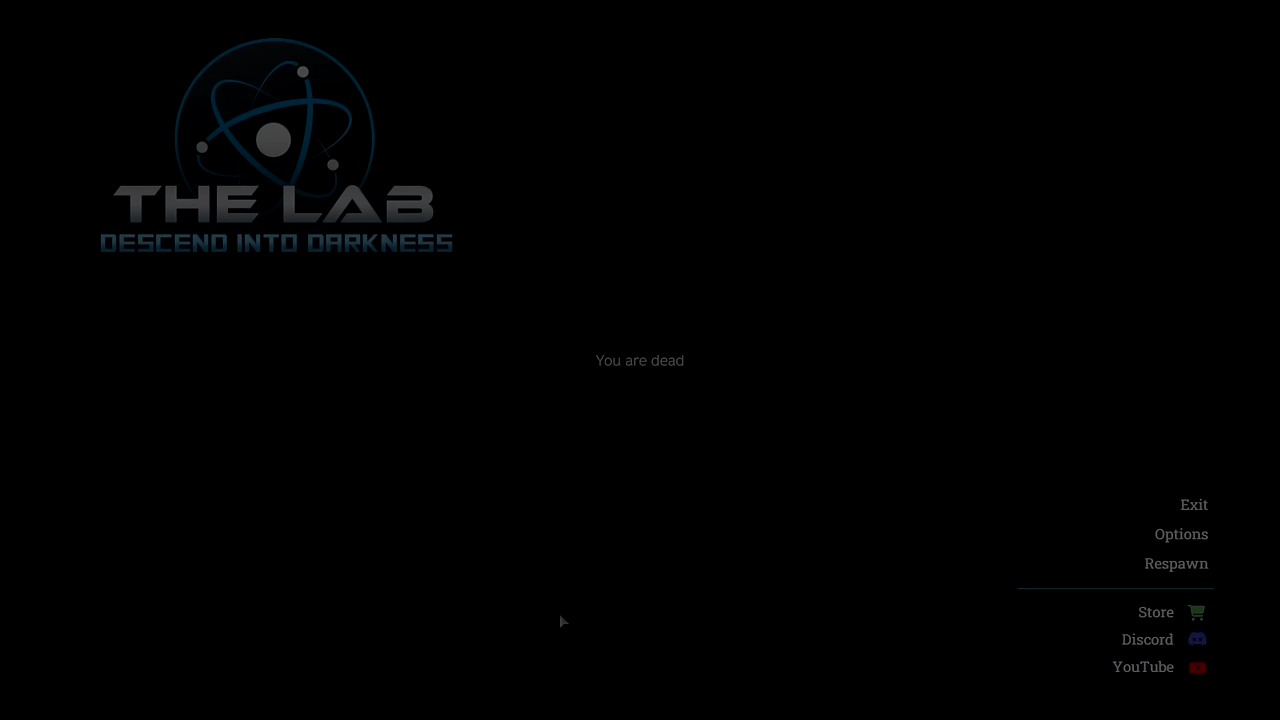 THE LAB
DESCEND INTO DARKNESS
You are dead
Exit
Options
Respawn
Store
Discord
YouTube